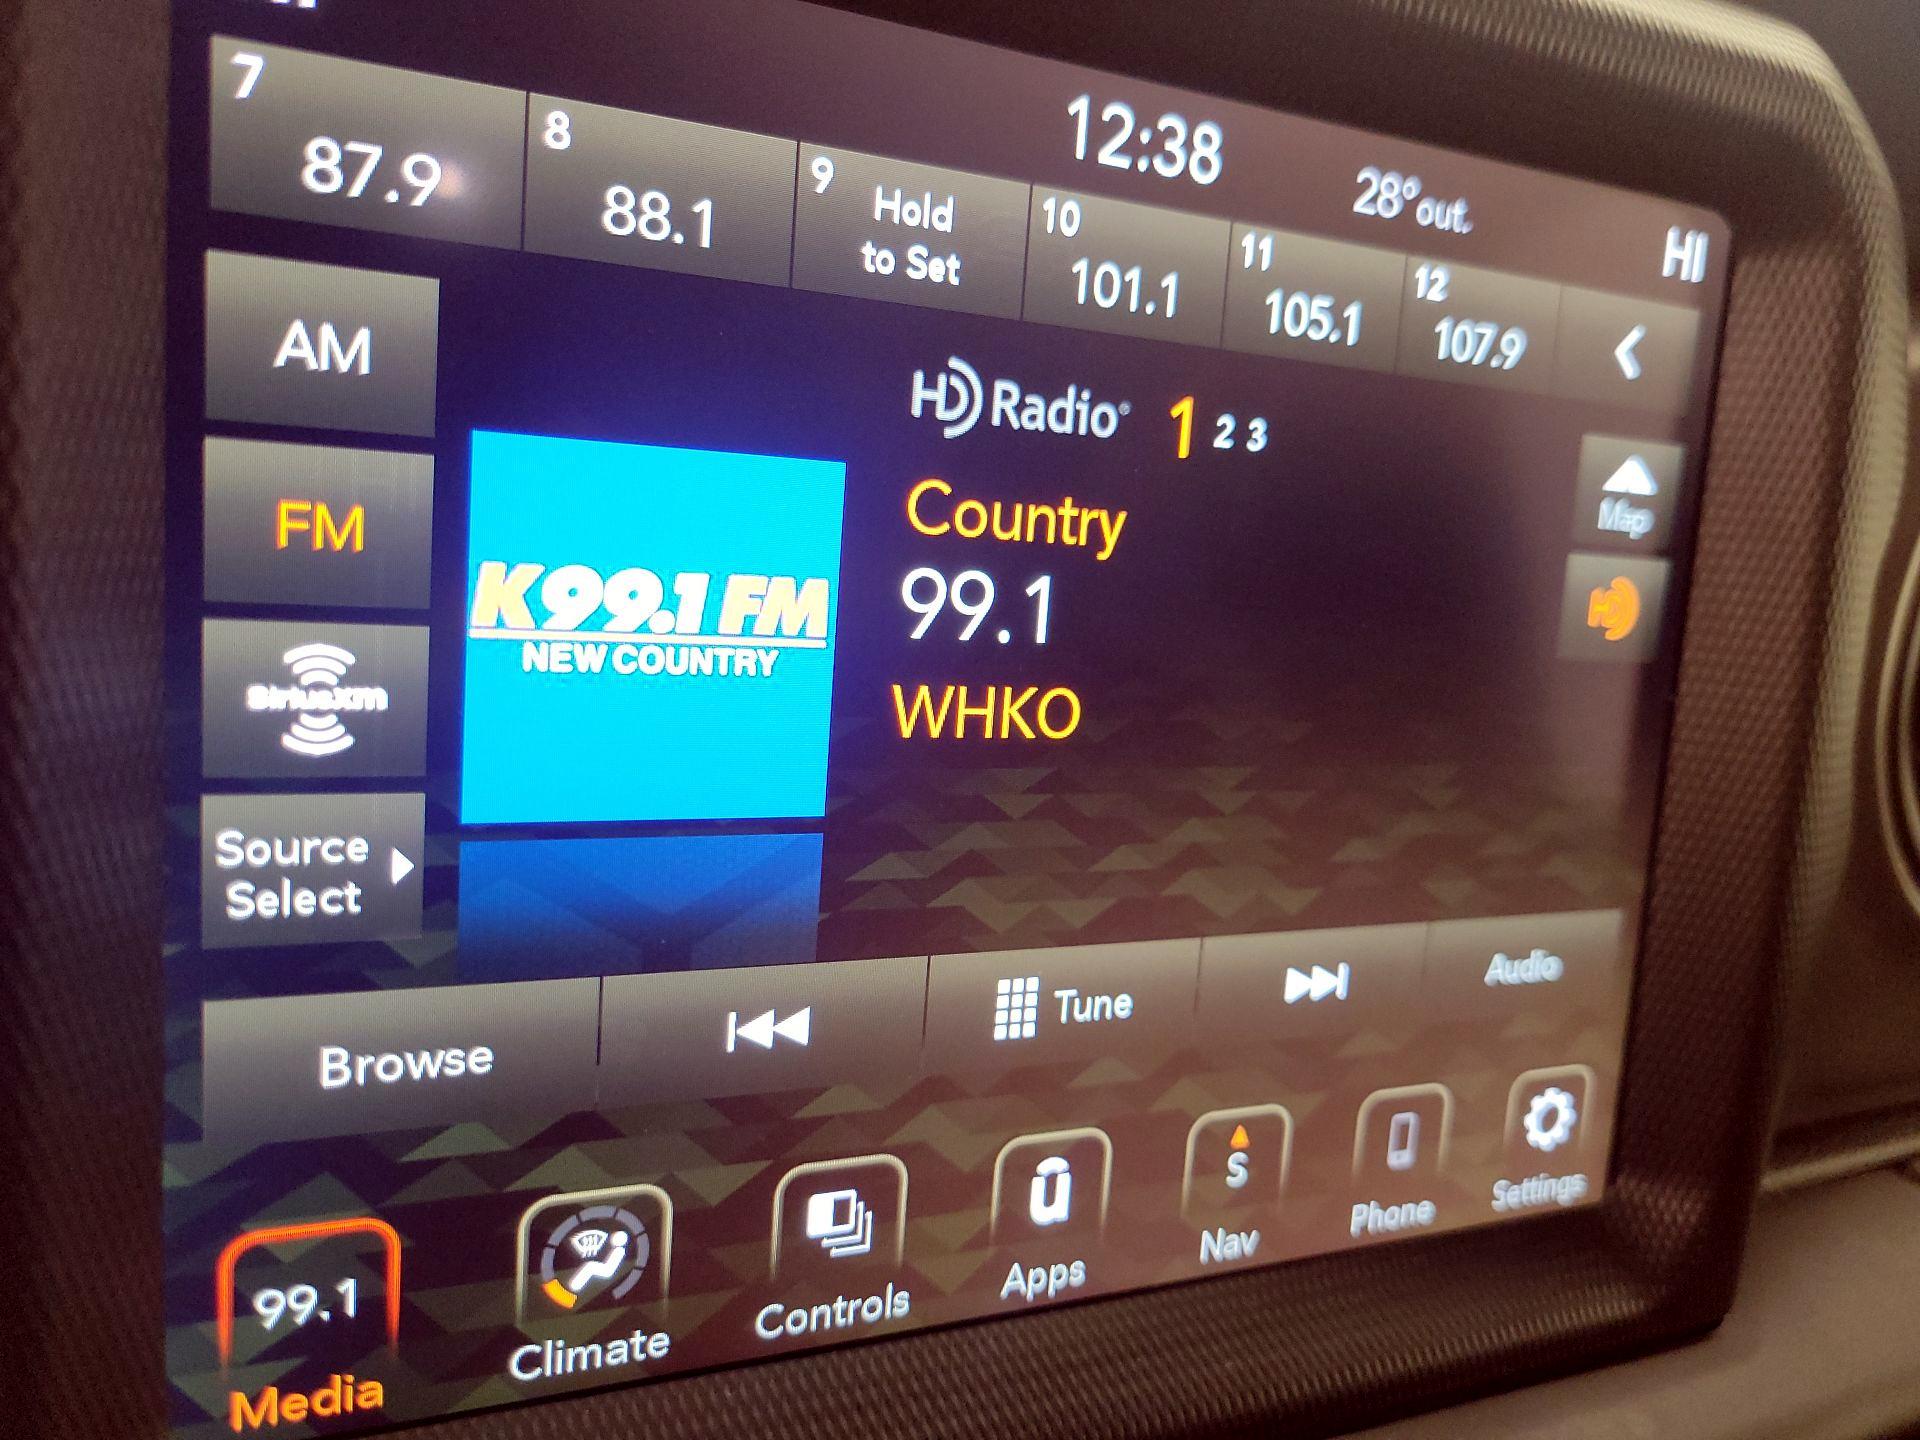 12:38
28° out.
HI
7
87.9
8
88.1
9
Hold
to Set
10
101.1
11
105.1
12
107.9
AM
FM
SiriusXM
Source
Select
K99.1 FM
NEW COUNTRY
HD Radio® 1 2 3
Country
99.1
WHKO
Map
HD
Browse
Tune
Audio
99.1
Media
Climate
Controls
u
Apps
S
Nav
Phone
Settings